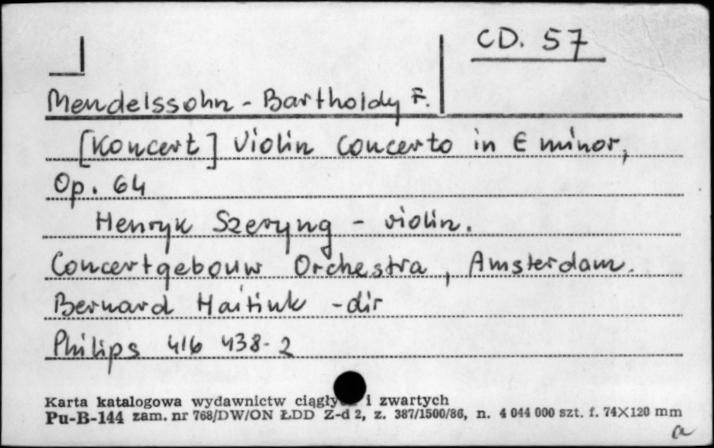 CD. 57
Mendelssohn - Bartholdy F.
[Koncert] Violin Concerto in E minor,
Op. 64
Henryk Szeryng - violin.
Concertgebouw Orchestra, Amsterdam.
Bernard Haitink - dir
Philips 416 438-2
Karta katalogowa wydawnictw i zwartych
Pu-B-144 zam. nr 768/DW/ON ŁDD Z-d 2, z. 387/1500/86, n. 4 044 000 szt. f. 74×120 mm
a